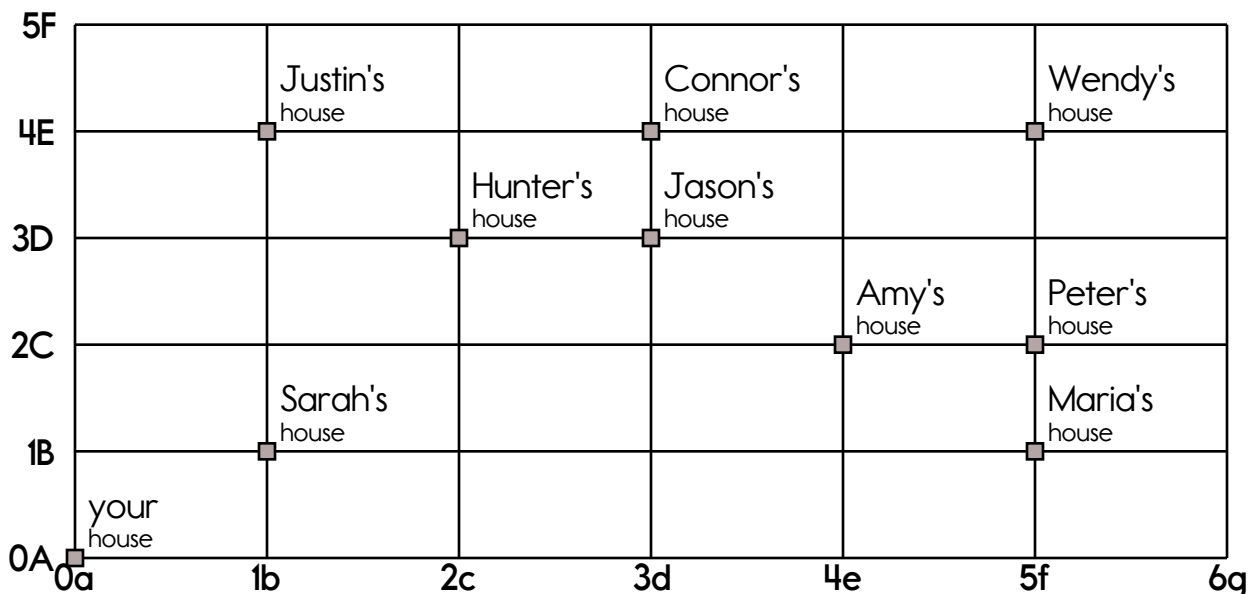 5F
Justin's
house
Connor's
house
Wendy's
house
4E
Hunter's
house
Jason's
house
3D
Amy's
house
Peter's
house
2C
Sarah's
house
Maria's
house
1B
your
house
0A
0a 1b 2c 3d 4e 5f 6g